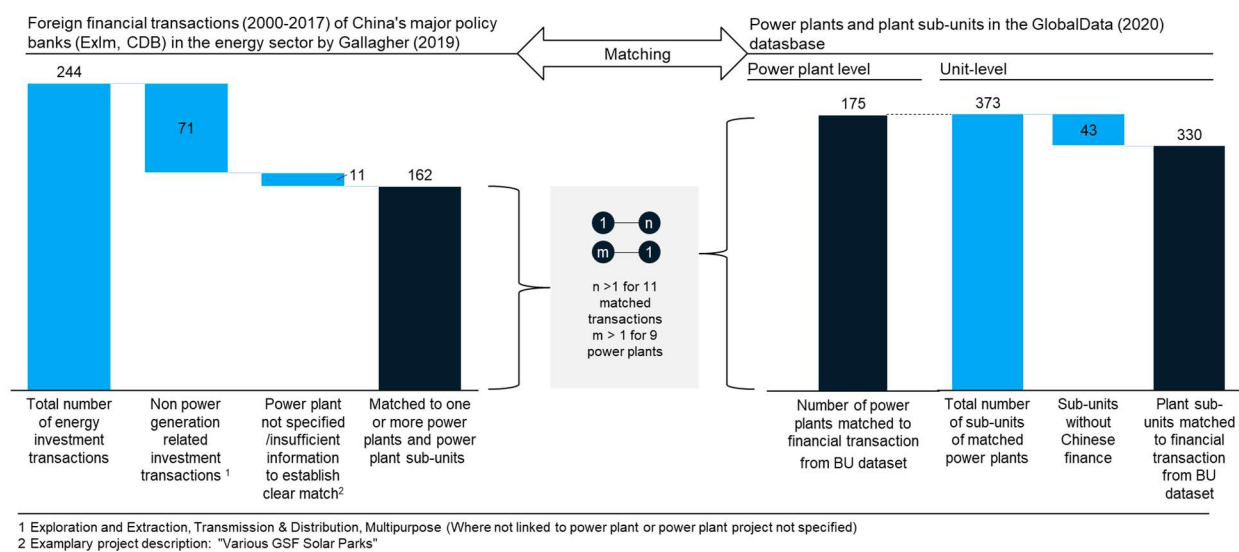 Foreign financial transactions (2000-2017) of China's major policy
banks (ExIm, CDB) in the energy sector by Gallagher (2019)
Matching
Power plants and plant sub-units in the GlobalData (2020)
datasbase
Power plant level
Unit-level
244
71
11
162
1
n
m
1
n >1 for 11
matched
transactions
m > 1 for 9
power plants
175
373
43
330
Total number
of energy
investment
transactions
Non power
generation
related
investment
transactions 1
Power plant
not specified
/insufficient
information
to establish
clear match2
Matched to one
or more power
plants and power
plant sub-units
Number of power
plants matched to
financial transaction
from BU dataset
Total number
of sub-units
of matched
power plants
Sub-units
without
Chinese
finance
Plant sub-
units matched
to financial
transaction
from BU
dataset
1 Exploration and Extraction, Transmission & Distribution, Multipurpose (Where not linked to power plant or power plant project not specified)
2 Examplary project description: "Various GSF Solar Parks"